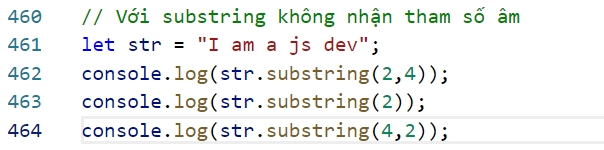 460 // Với substring không nhận tham số âm
461 let str = "I am a js dev";
462 console.log(str.substring(2,4));
463 console.log(str.substring(2));
464 console.log(str.substring(4,2));